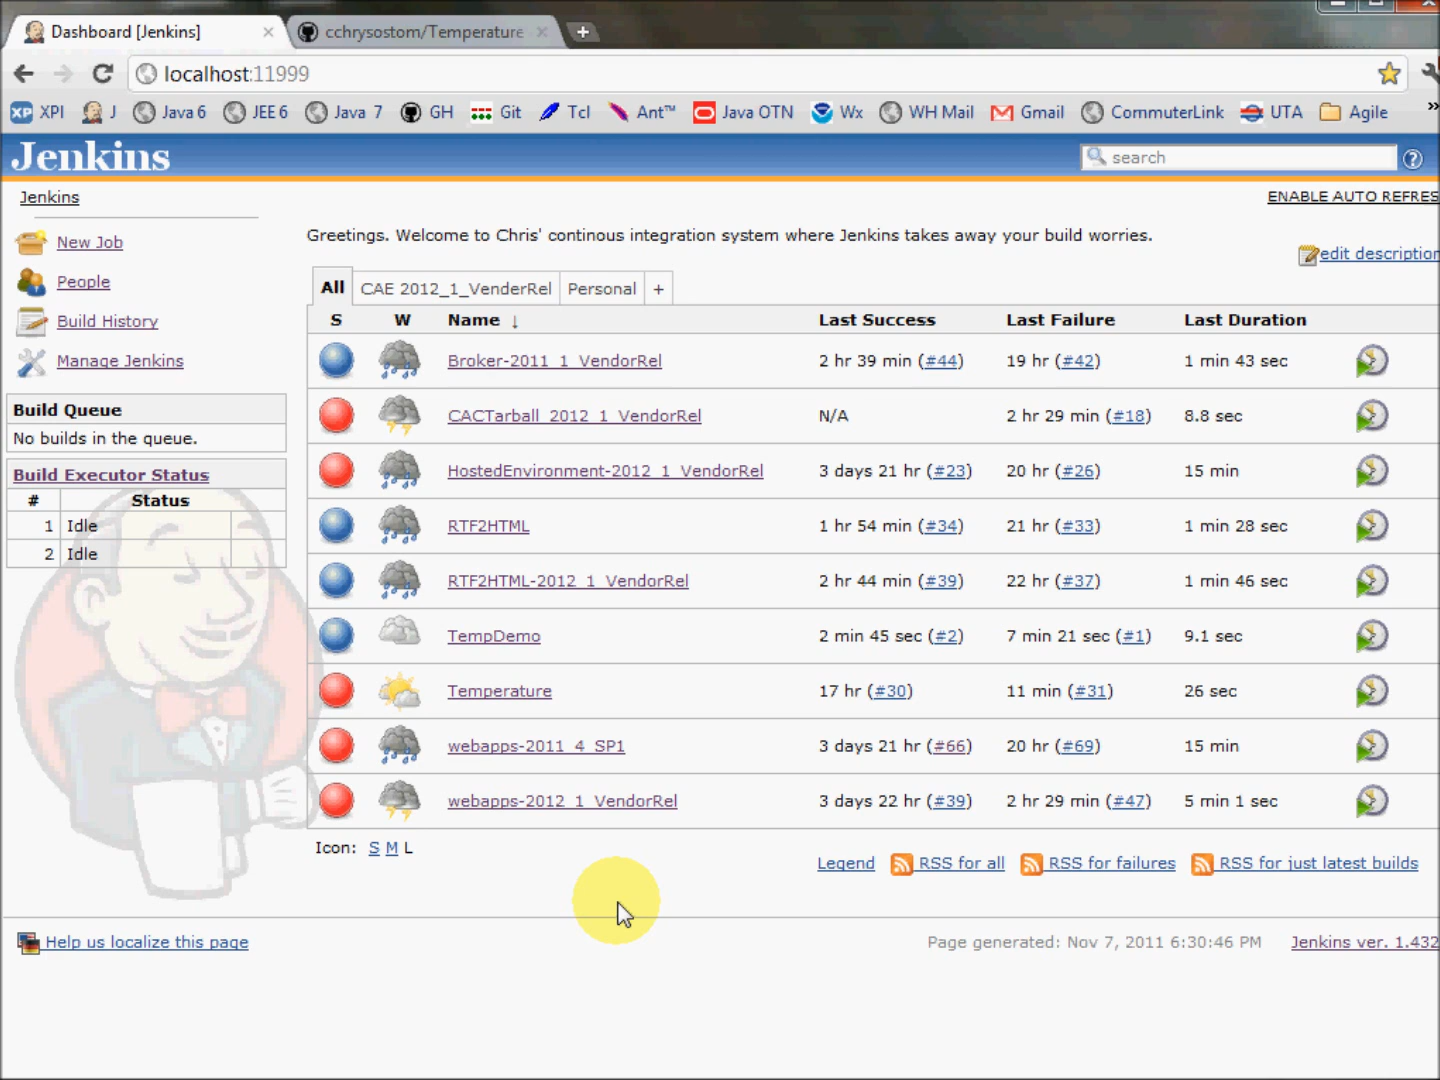 Dashboard [Jenkins]
cchrysostom/Temperature
localhost:11999
XP XPI J Java 6 JEE 6 Java 7 GH Git Tcl Ant™ Java OTN Wx WH Mail Gmail CommuterLink UTA Agile »
Jenkins
search
Jenkins
ENABLE AUTO REFRES
New Job
People
Build History
Manage Jenkins
Build Queue
No builds in the queue.
Build Executor Status
# Status
1 Idle
2 Idle
Greetings. Welcome to Chris' continous integration system where Jenkins takes away your build worries.
edit description
All CAE 2012_1_VenderRel Personal +
S W Name ↓ Last Success Last Failure Last Duration
Broker-2011_1_VendorRel 2 hr 39 min (#44) 19 hr (#42) 1 min 43 sec
CACTarball_2012_1_VendorRel N/A 2 hr 29 min (#18) 8.8 sec
HostedEnvironment-2012_1_VendorRel 3 days 21 hr (#23) 20 hr (#26) 15 min
RTF2HTML 1 hr 54 min (#34) 21 hr (#33) 1 min 28 sec
RTF2HTML-2012_1_VendorRel 2 hr 44 min (#39) 22 hr (#37) 1 min 46 sec
TempDemo 2 min 45 sec (#2) 7 min 21 sec (#1) 9.1 sec
Temperature 17 hr (#30) 11 min (#31) 26 sec
webapps-2011_4_SP1 3 days 21 hr (#66) 20 hr (#69) 15 min
webapps-2012_1_VendorRel 3 days 22 hr (#39) 2 hr 29 min (#47) 5 min 1 sec
Icon: S M L
Legend RSS for all RSS for failures RSS for just latest builds
Help us localize this page
Page generated: Nov 7, 2011 6:30:46 PM Jenkins ver. 1.432